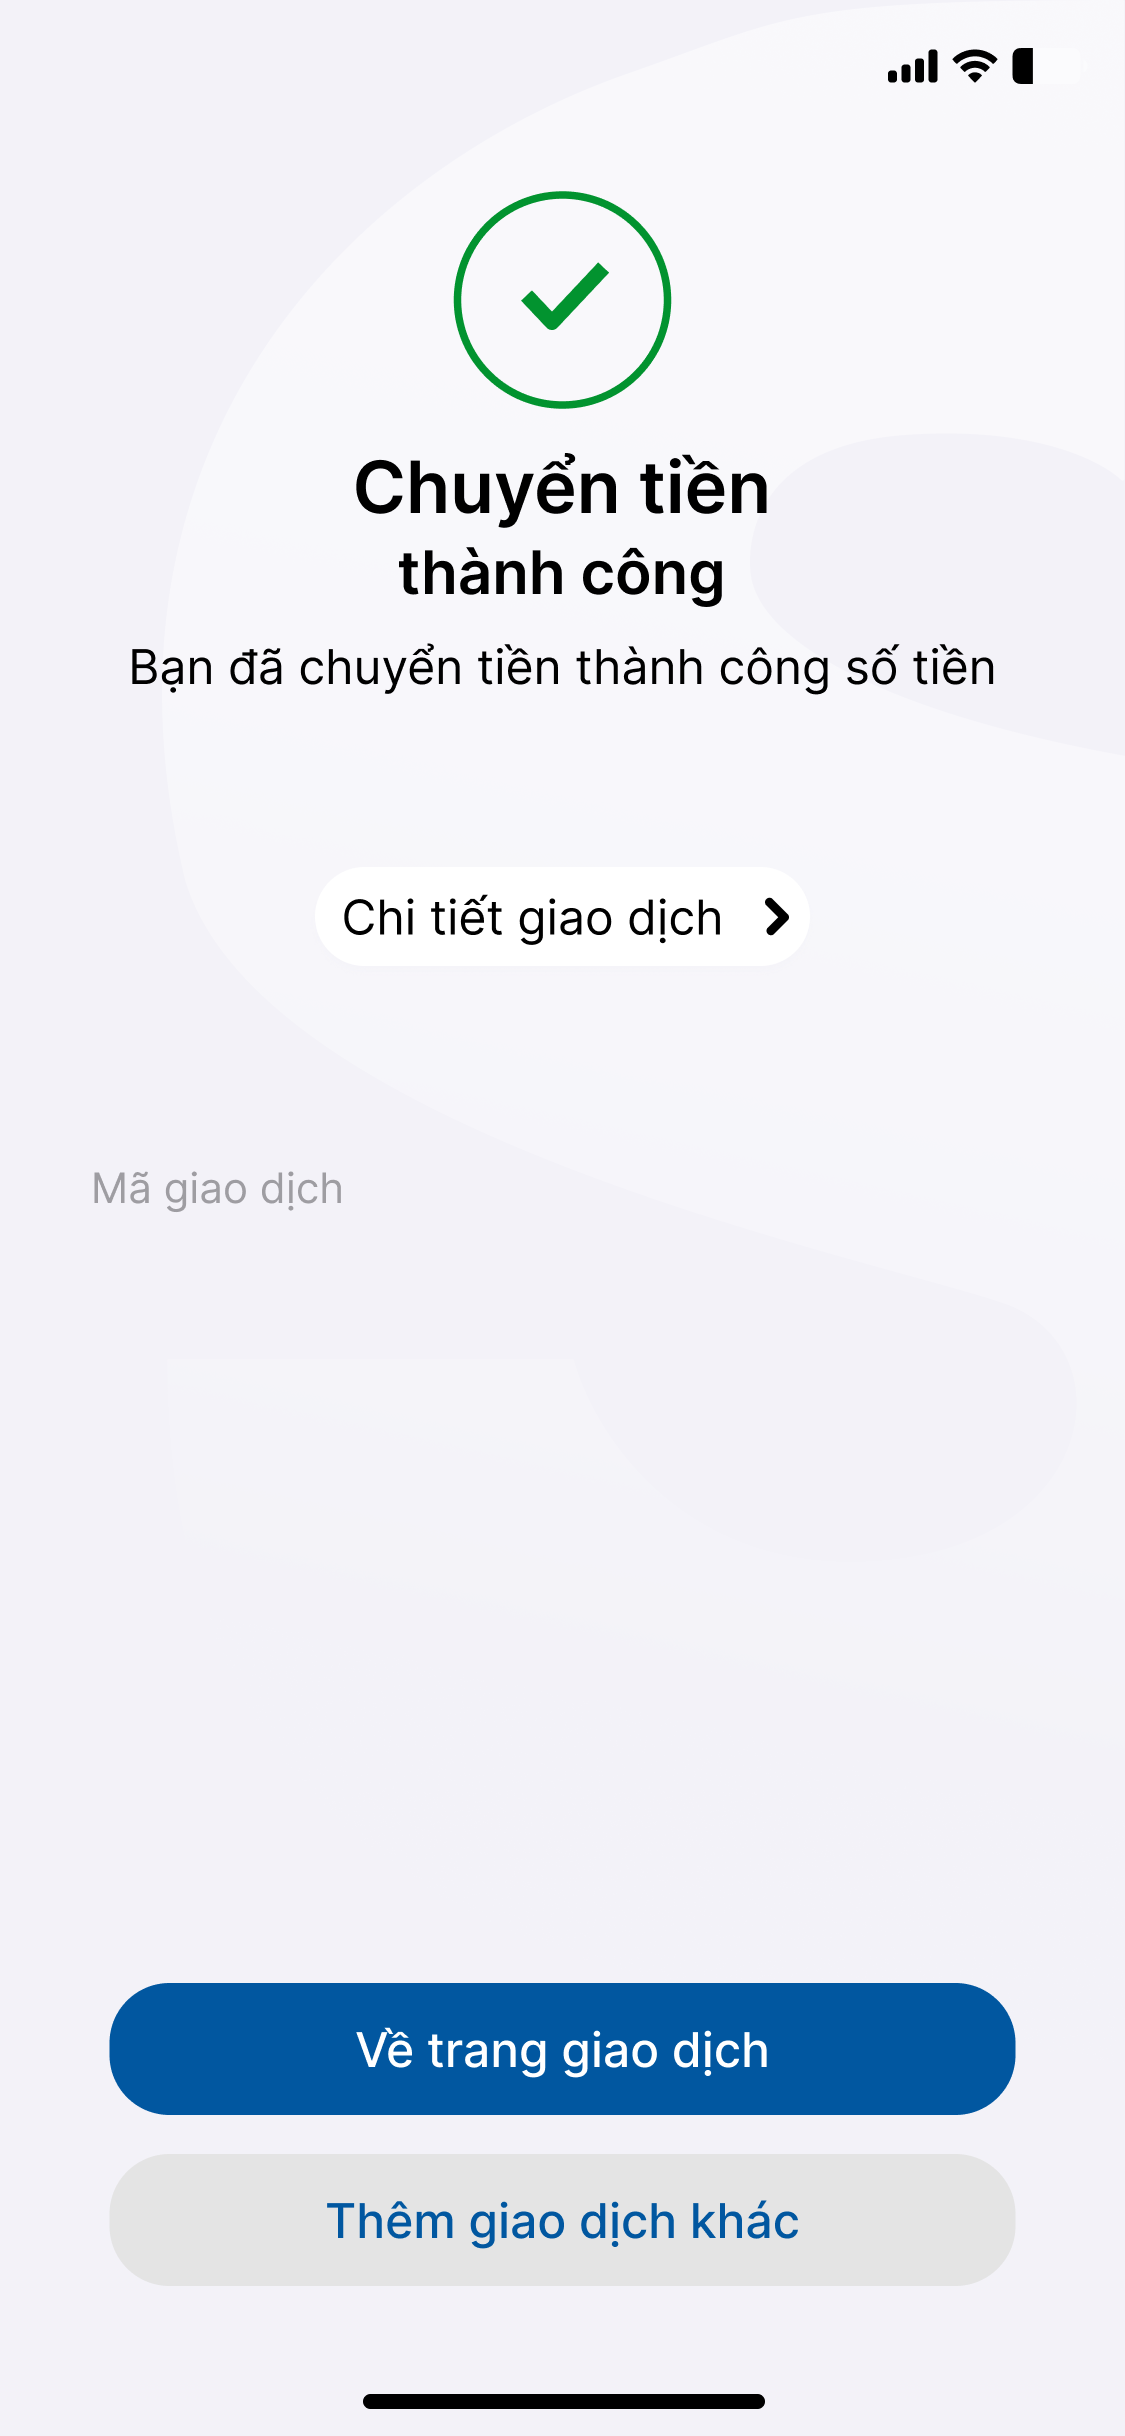 Chuyển tiền
thành công
Bạn đã chuyển tiền thành công số tiền
Chi tiết giao dịch
Mã giao dịch
Về trang giao dịch
Thêm giao dịch khác